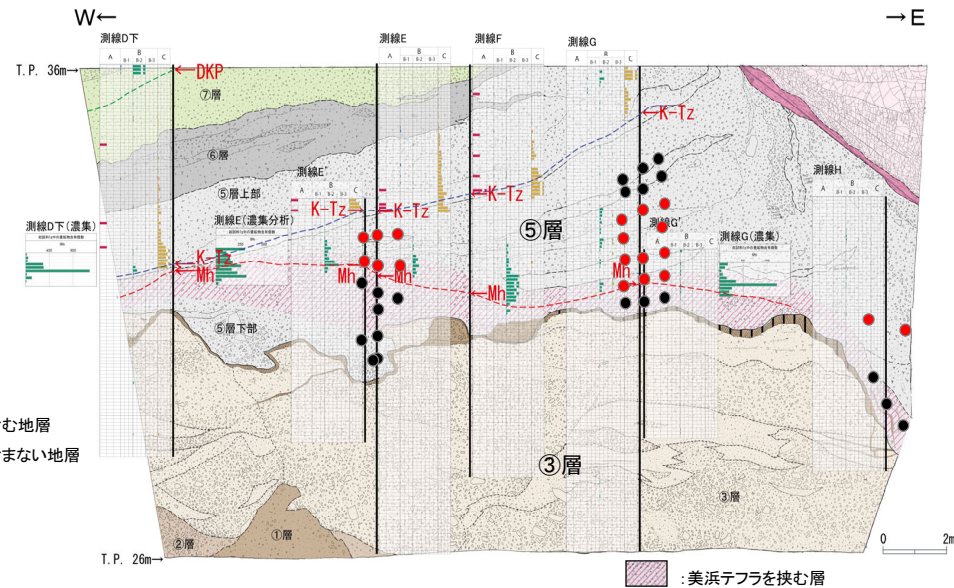 W←
→E
測線D下
測線E
測線F
測線G
A B C
B-1 B-2 B-3
T.P. 36m→
←DKP
⑦層
⑥層
⑤層上部
測線E'
測線H
←K-Tz
K-Tz→
←K-Tz
←K-Tz
測線D下(濃集)
測線E(濃集分析)
⑤層
測線G'
測線G(濃集)
K-Tz
Mh
Mh
Mh
Mh
⑤層下部
む地層
まない地層
③層
③層
②層
①層
T.P. 26m→
0 2m
:美浜テフラを挟む層